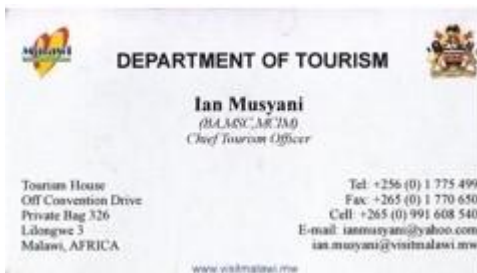 Malawi
DEPARTMENT OF TOURISM
Ian Musyani
(BA,MSC,MCIM)
Chief Tourism Officer
Tourism House
Off Convention Drive
Private Bag 326
Lilongwe 3
Malawi, AFRICA
Tel: +256 (0) 1 775 499
Fax: +265 (0) 1 770 650
Cell: +265 (0) 991 608 540
E-mail: ianmusyani@yahoo.com
ian.musyani@visitmalawi.mw
www.visitmalawi.mw